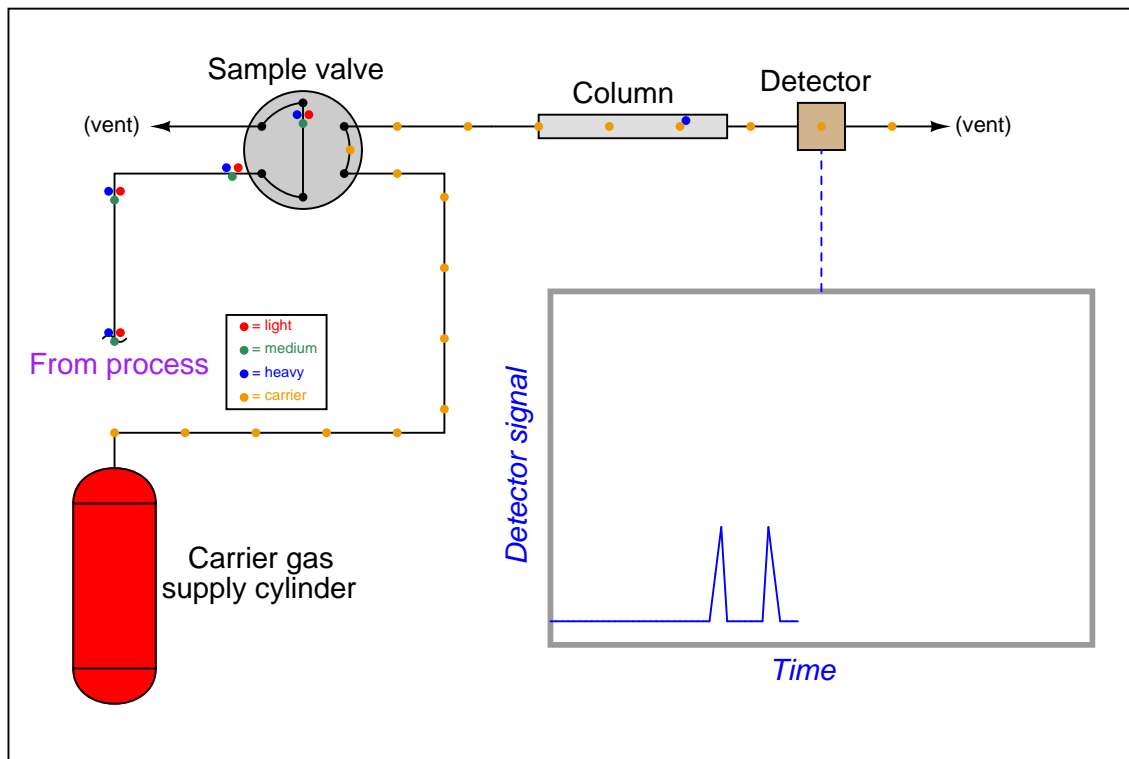 Sample valve
Column
Detector
(vent)
(vent)
= light
= medium
= heavy
= carrier
From process
Detector signal
Carrier gas
supply cylinder
Time